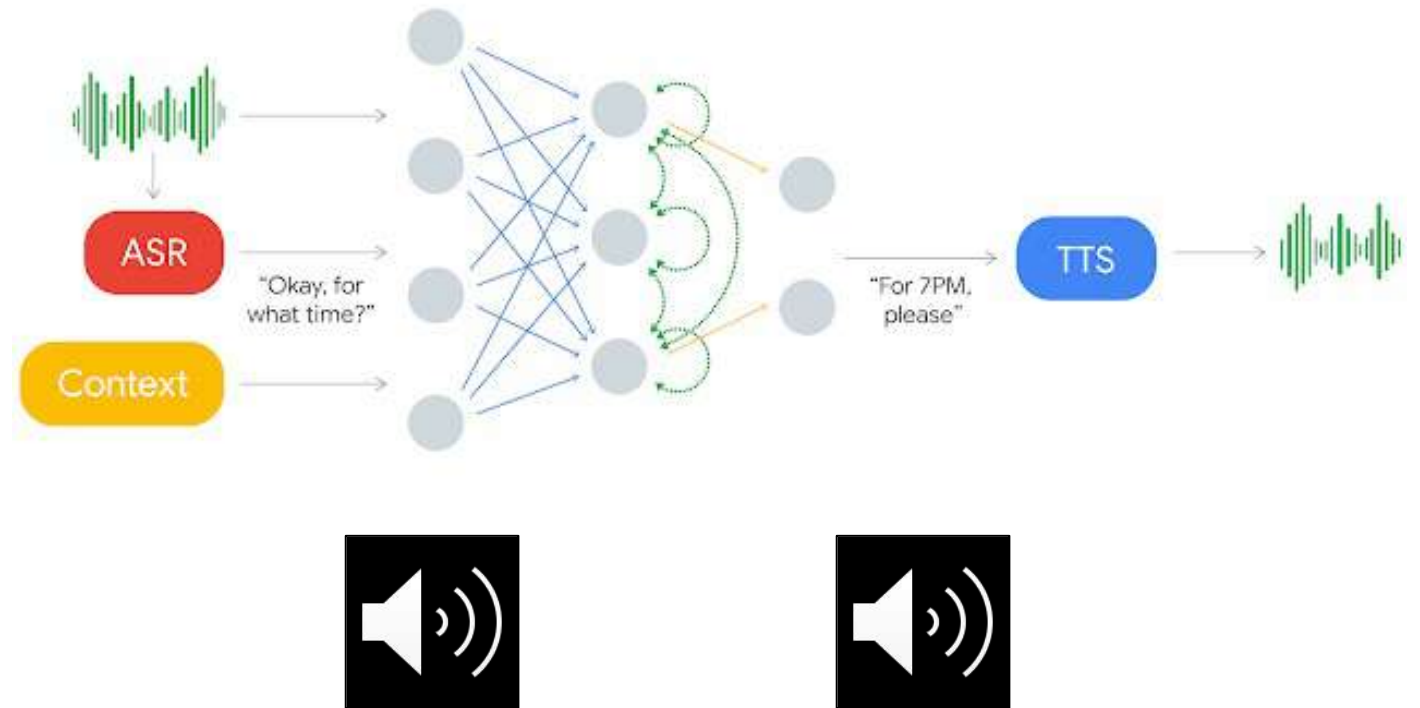 ASR
"Okay, for
what time?"
Context
"For 7PM,
please"
TTS